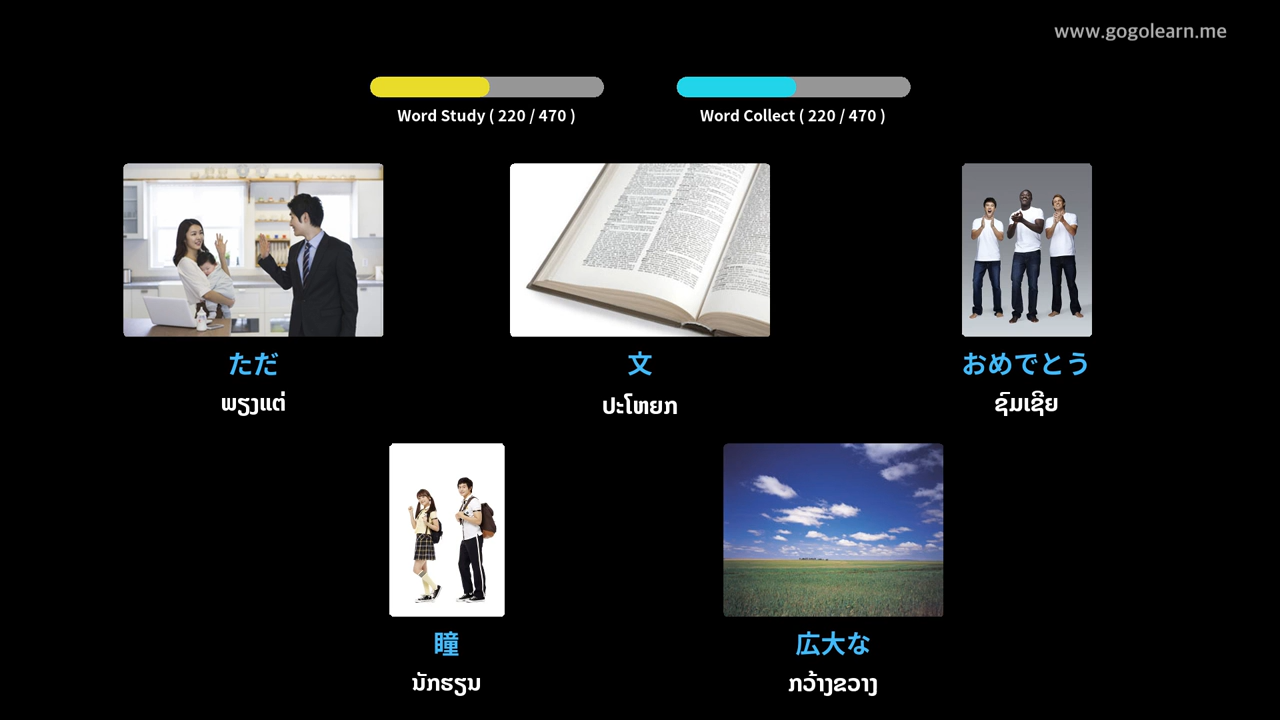 www.gogolearn.me
Word Study ( 220 / 470 )
Word Collect ( 220 / 470 )
ただ
ພຽງແຕ່
文
ປະໂຫຍກ
おめでとう
ຊົມເຊີຍ
瞳
ນັກຮຽນ
広大な
ກວ້າງຂວາງ